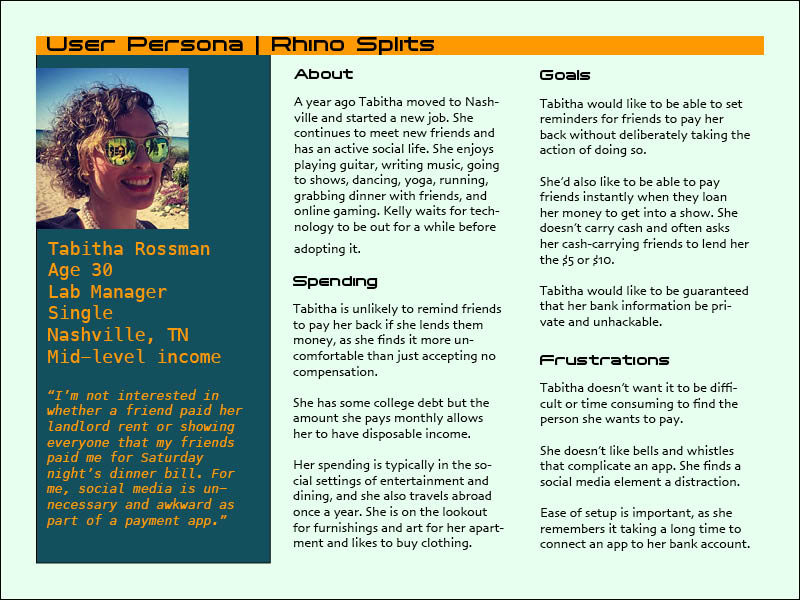 User Persona | Rhino Splits
Tabitha Rossman
Age 30
Lab Manager
Single
Nashville, TN
Mid–level income
“I’m not interested in
whether a friend paid her
landlord rent or showing
everyone that my friends
paid me for Saturday
night’s dinner bill. For
me, social media is un–
necessary and awkward as
part of a payment app.”
About
A year ago Tabitha moved to Nash-
ville and started a new job. She
continues to meet new friends and
has an active social life. She enjoys
playing guitar, writing music, going
to shows, dancing, yoga, running,
grabbing dinner with friends, and
online gaming. Kelly waits for tech-
nology to be out for a while before
adopting it.
Spending
Tabitha is unlikely to remind friends
to pay her back if she lends them
money, as she finds it more un-
comfortable than just accepting no
compensation.
She has some college debt but the
amount she pays monthly allows
her to have disposable income.
Her spending is typically in the so-
cial settings of entertainment and
dining, and she also travels abroad
once a year. She is on the lookout
for furnishings and art for her apart-
ment and likes to buy clothing.
Goals
Tabitha would like to be able to set
reminders for friends to pay her
back without deliberately taking the
action of doing so.
She’d also like to be able to pay
friends instantly when they loan
her money to get into a show. She
doesn’t carry cash and often asks
her cash-carrying friends to lend her
the $5 or $10.
Tabitha would like to be guaranteed
that her bank information be pri-
vate and unhackable.
Frustrations
Tabitha doesn’t want it to be diffi-
cult or time consuming to find the
person she wants to pay.
She doesn’t like bells and whistles
that complicate an app. She finds a
social media element a distraction.
Ease of setup is important, as she
remembers it taking a long time to
connect an app to her bank account.